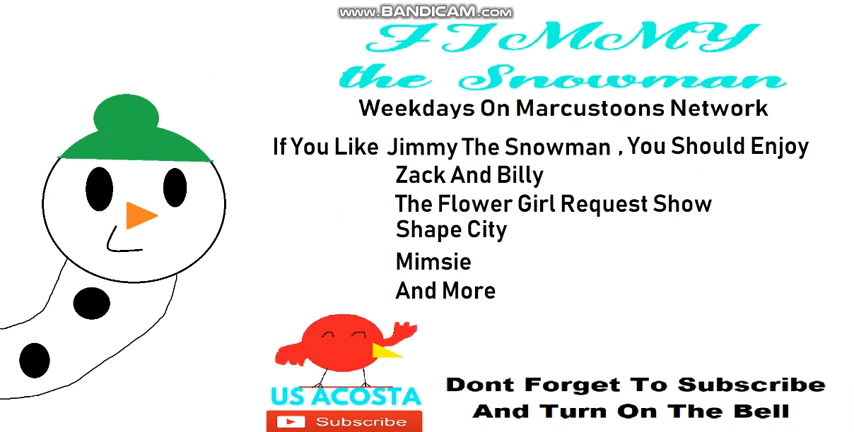 www.BANDICAM.com
JIMMY
the Snowman
Weekdays On Marcustoons Network
If You Like Jimmy The Snowman , You Should Enjoy
Zack And Billy
The Flower Girl Request Show
Shape City
Mimsie
And More
US ACOSTA
Subscribe
Dont Forget To Subscribe
And Turn On The Bell